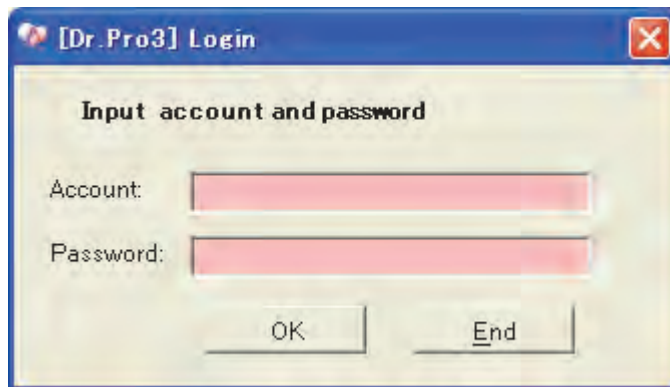 [Dr.Pro3] Login
Input account and password
Account:
Password:
OK End